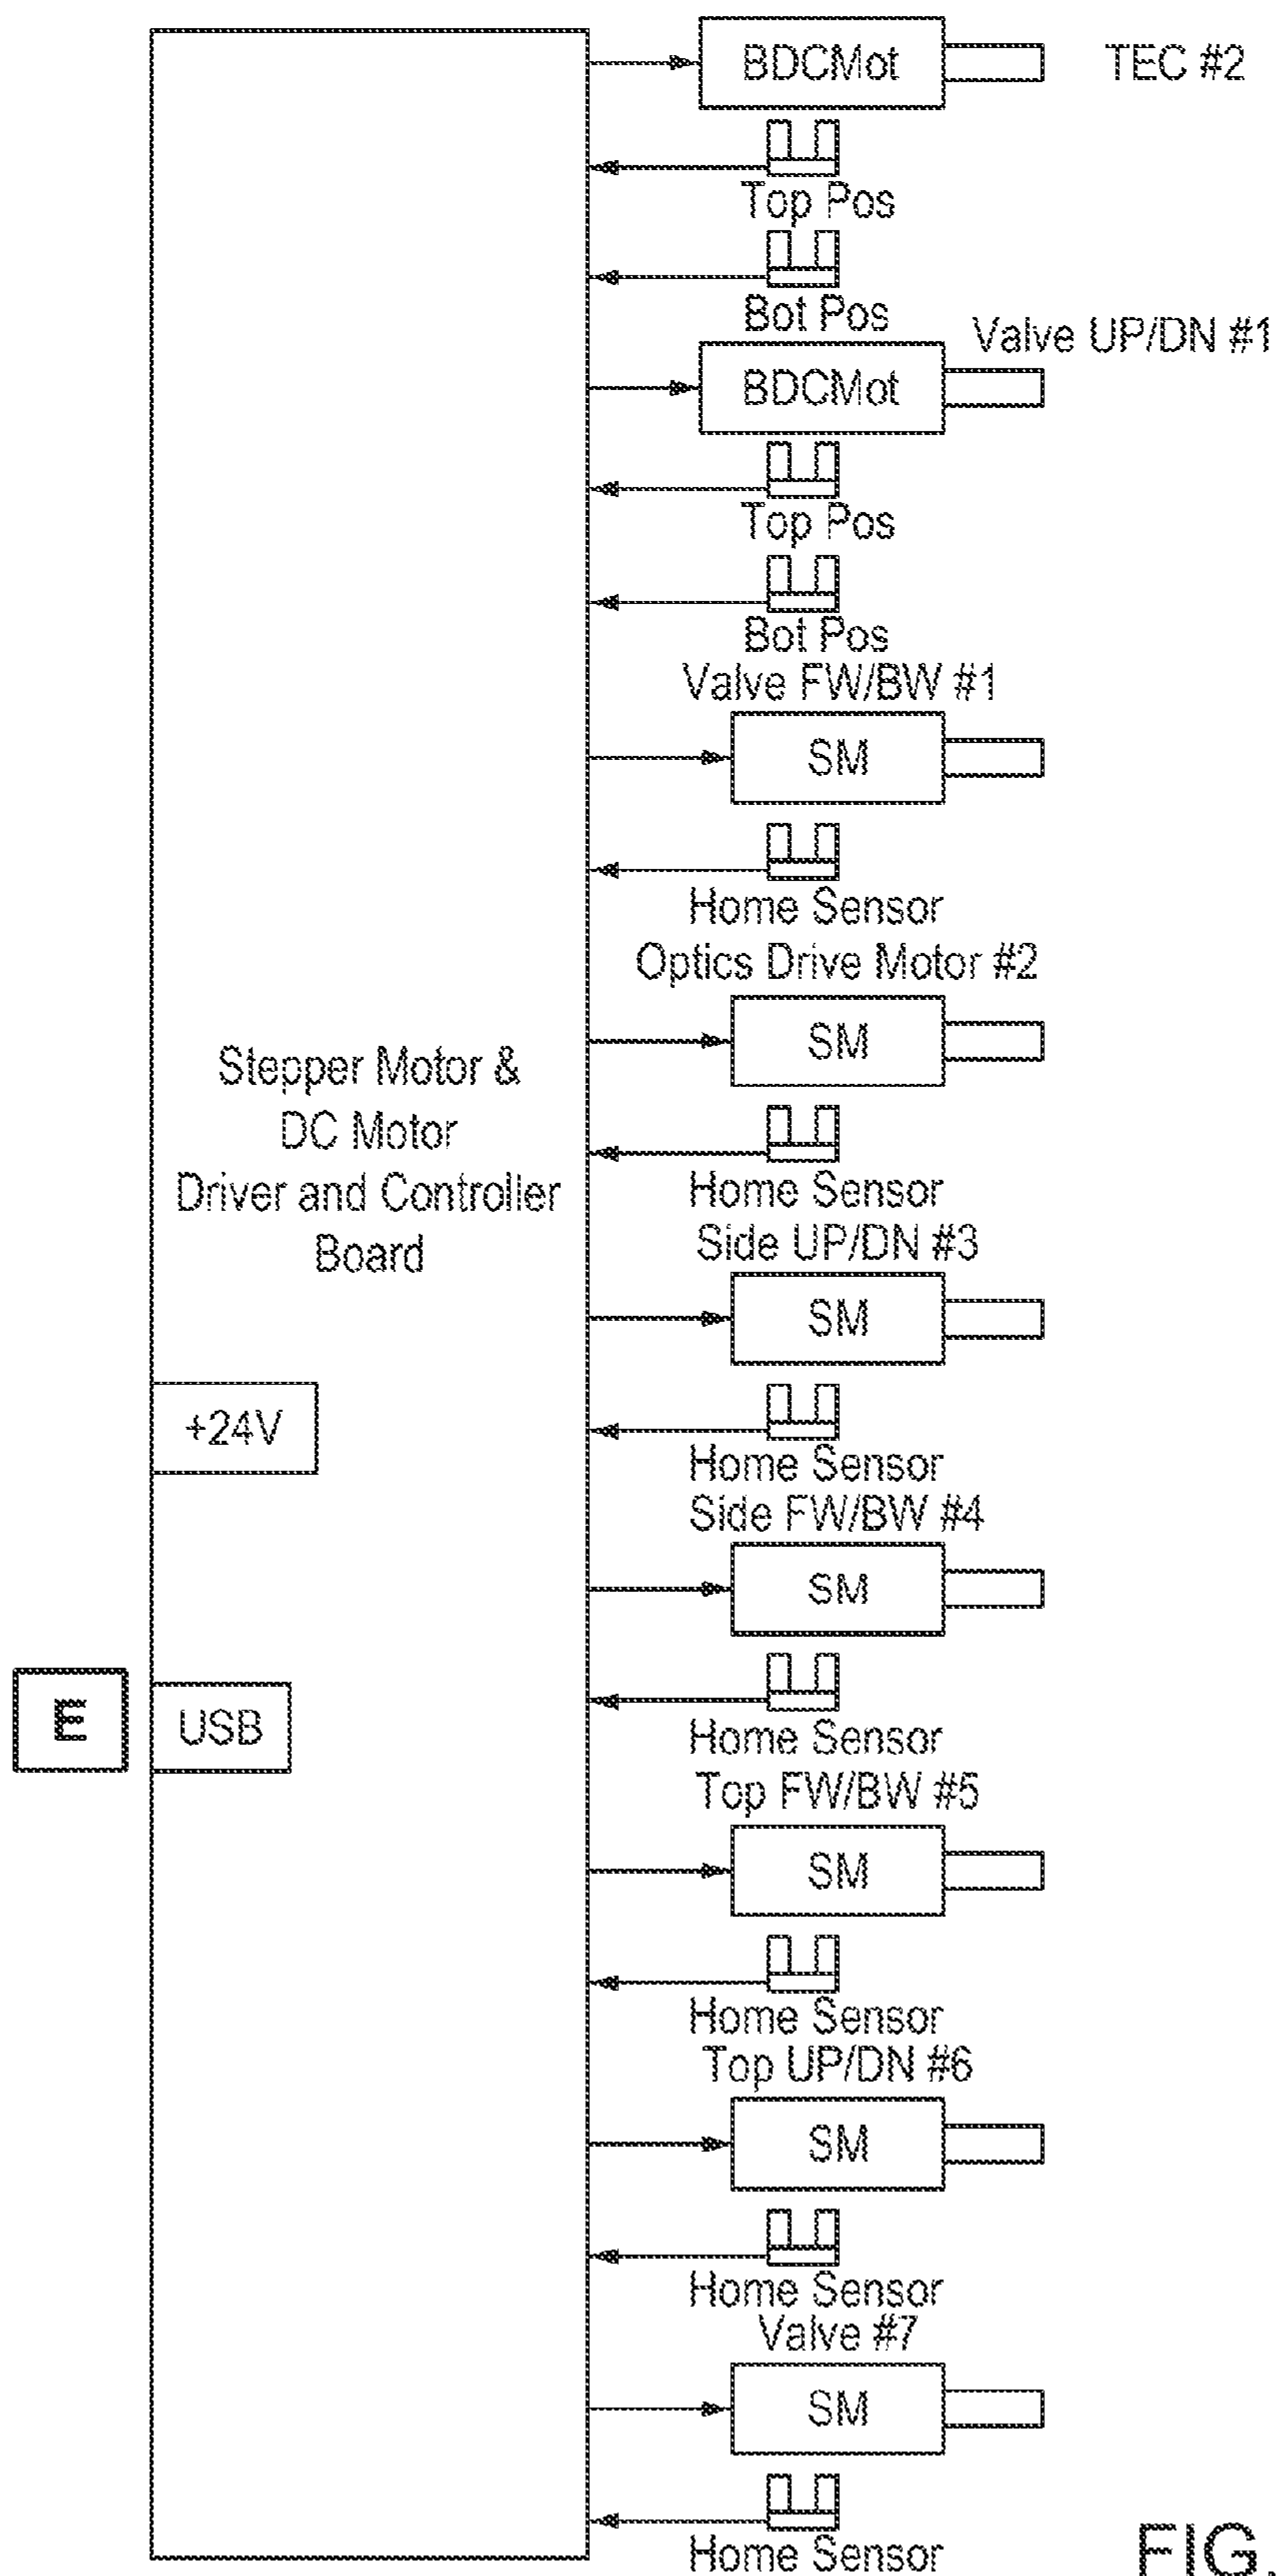 BDCMot
TEC #2
Top Pos
Bot Pos
Valve UP/DN #1
BDCMot
Top Pos
Bot Pos
Valve FW/BW #1
SM
Home Sensor
Optics Drive Motor #2
SM
Stepper Motor &
DC Motor
Driver and Controller
Board
Home Sensor
Side UP/DN #3
SM
+24V
Home Sensor
Side FW/BW #4
SM
E
USB
Home Sensor
Top FW/BW #5
SM
Home Sensor
Top UP/DN #6
SM
Home Sensor
Valve #7
SM
Home Sensor
FIG.